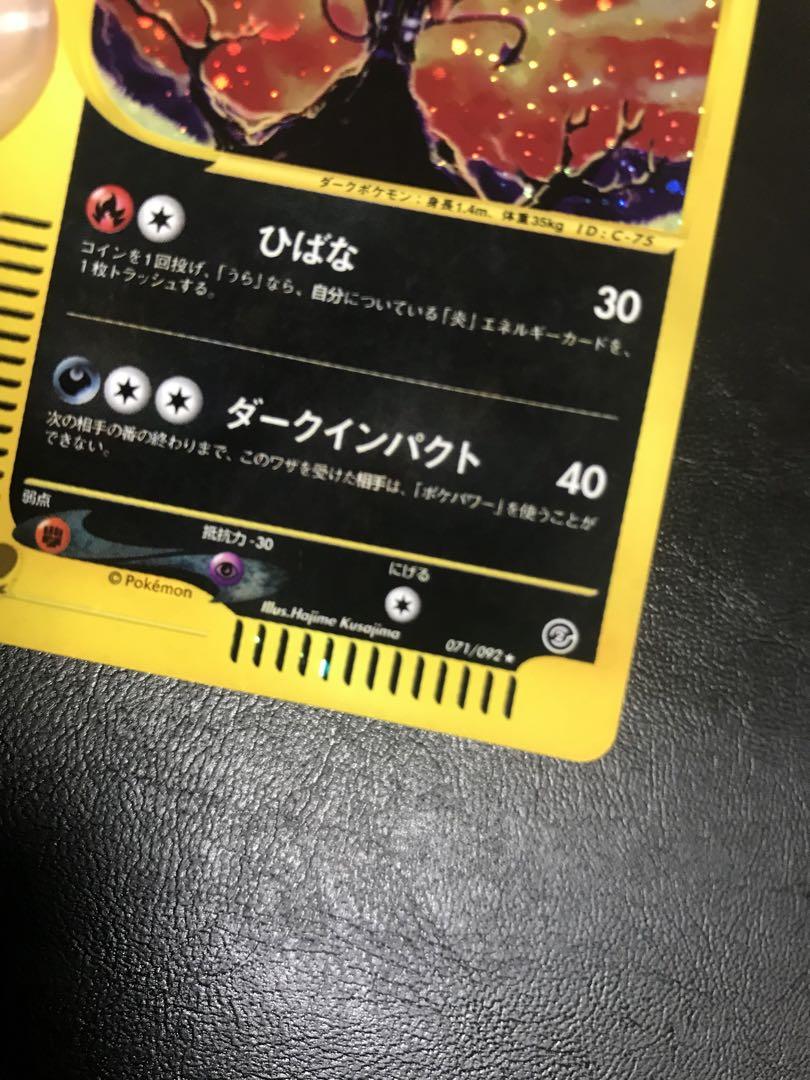 ダークポケモン：身長1.4m、体重35kg ID:C-75
ひばな
30
コインを1回投げ、「うら」なら、自分についている「炎」エネルギーカードを、
1枚トラッシュする。
ダークインパクト
40
次の相手の番の終わりまで、このワザを受けた相手は、「ポケパワー」を使うことが
できない。
弱点
抵抗力 -30
にげる
© Pokémon
Illus.Hajime Kusajima
071/092★